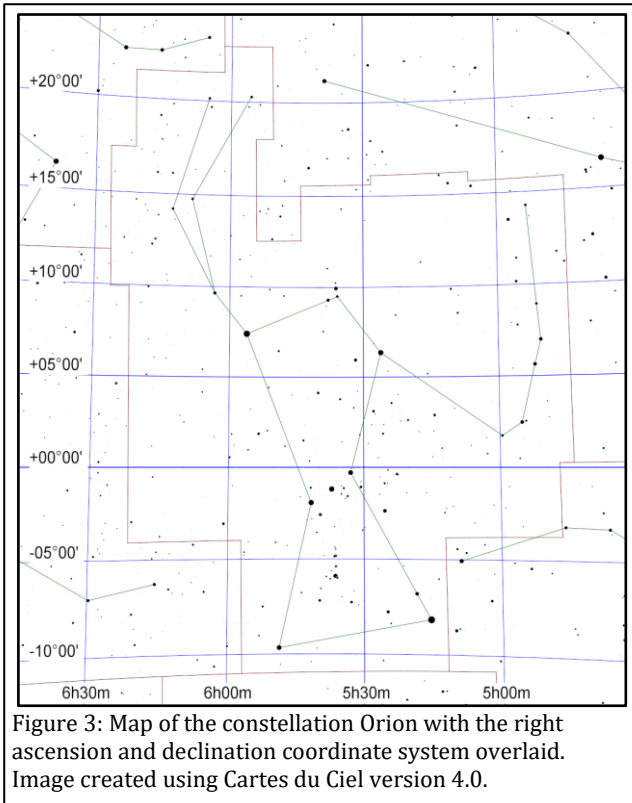 +20°00'
+15°00'
+10°00'
+05°00'
+00°00'
-05°00'
-10°00'
6h30m 6h00m 5h30m 5h00m
Figure 3: Map of the constellation Orion with the right
ascension and declination coordinate system overlaid.
Image created using Cartes du Ciel version 4.0.